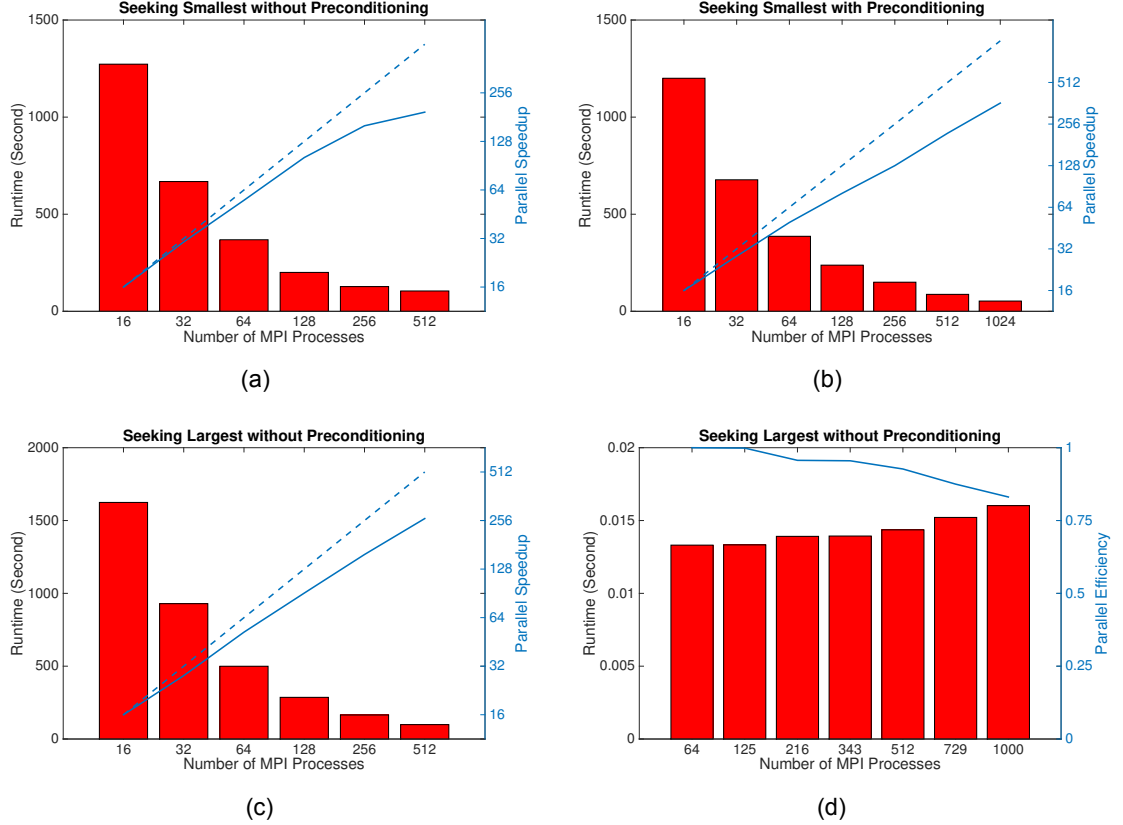 Seeking Smallest without Preconditioning
1500
1000
500
0
Runtime (Second)
256
128
64
32
16
Parallel Speedup
16 32 64 128 256 512
Number of MPI Processes
(a)
Seeking Smallest with Preconditioning
1500
1000
500
0
Runtime (Second)
512
256
128
64
32
16
Parallel Speedup
16 32 64 128 256 512 1024
Number of MPI Processes
(b)
Seeking Largest without Preconditioning
2000
1500
1000
500
0
Runtime (Second)
512
256
128
64
32
16
Parallel Speedup
16 32 64 128 256 512
Number of MPI Processes
(c)
Seeking Largest without Preconditioning
0.02
0.015
0.01
0.005
0
Runtime (Second)
1
0.75
0.5
0.25
0
Parallel Efficiency
64 125 216 343 512 729 1000
Number of MPI Processes
(d)